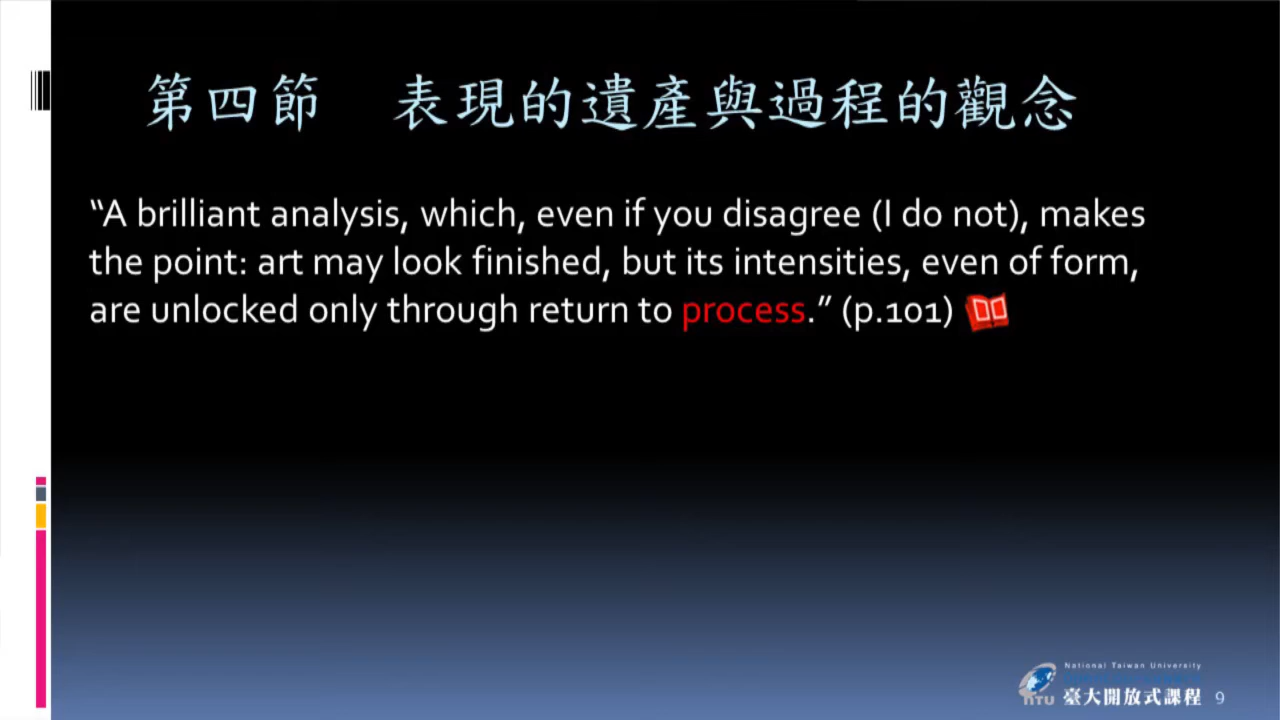 第四節 表現的遺產與過程的觀念
“A brilliant analysis, which, even if you disagree (I do not), makes
the point: art may look finished, but its intensities, even of form,
are unlocked only through return to process.” (p.101)
National Taiwan University
NTU 臺大開放式課程 9